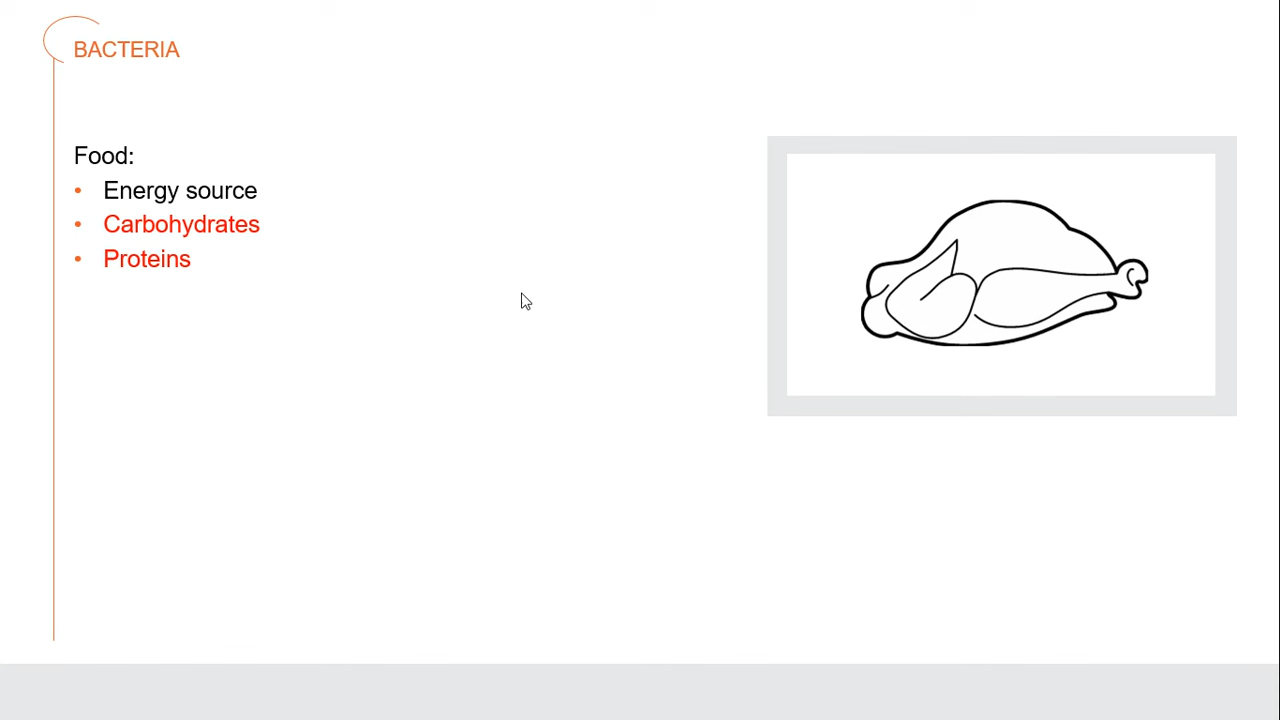 BACTERIA
Food:
• Energy source
• Carbohydrates
• Proteins